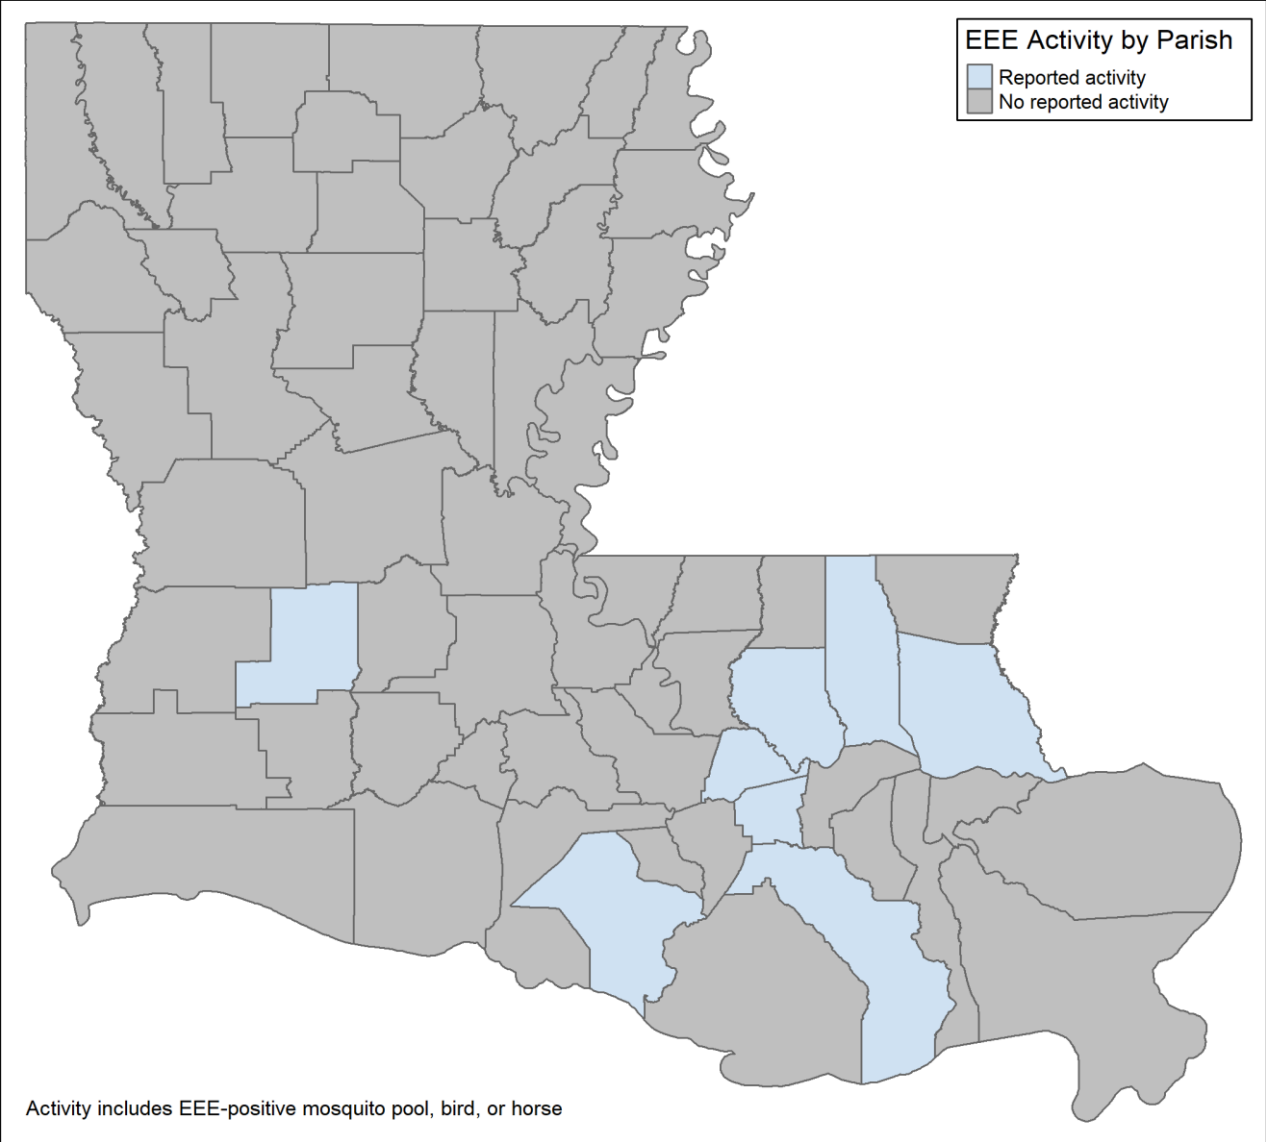 EEE Activity by Parish
Reported activity
No reported activity
Activity includes EEE-positive mosquito pool, bird, or horse